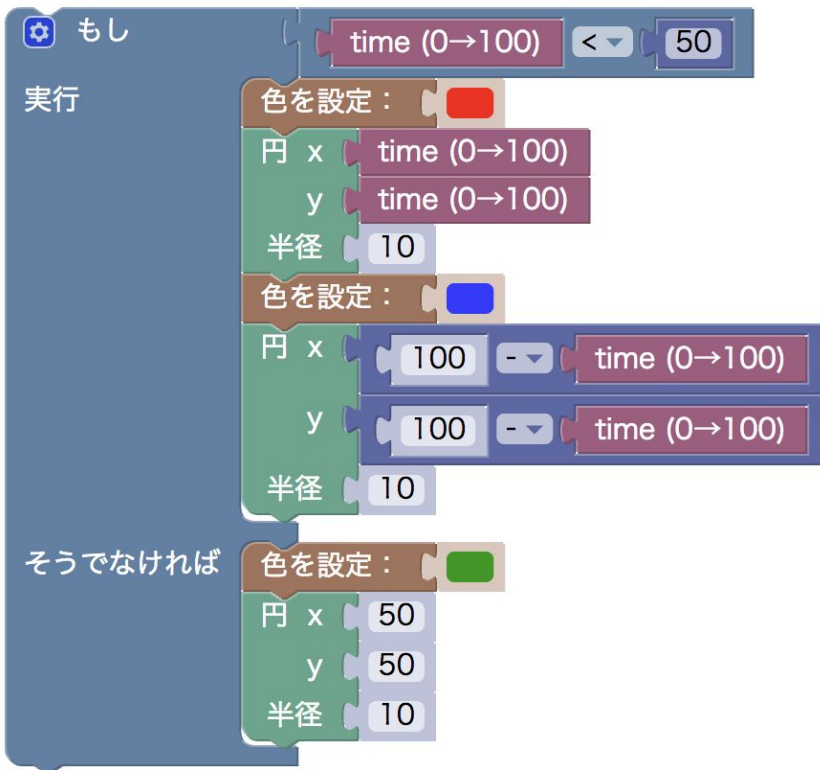 もし time (0→100) < 50
実行 色を設定：
円 x time (0→100)
y time (0→100)
半径 10
色を設定：
円 x 100 - time (0→100)
y 100 - time (0→100)
半径 10
そうでなければ 色を設定：
円 x 50
y 50
半径 10